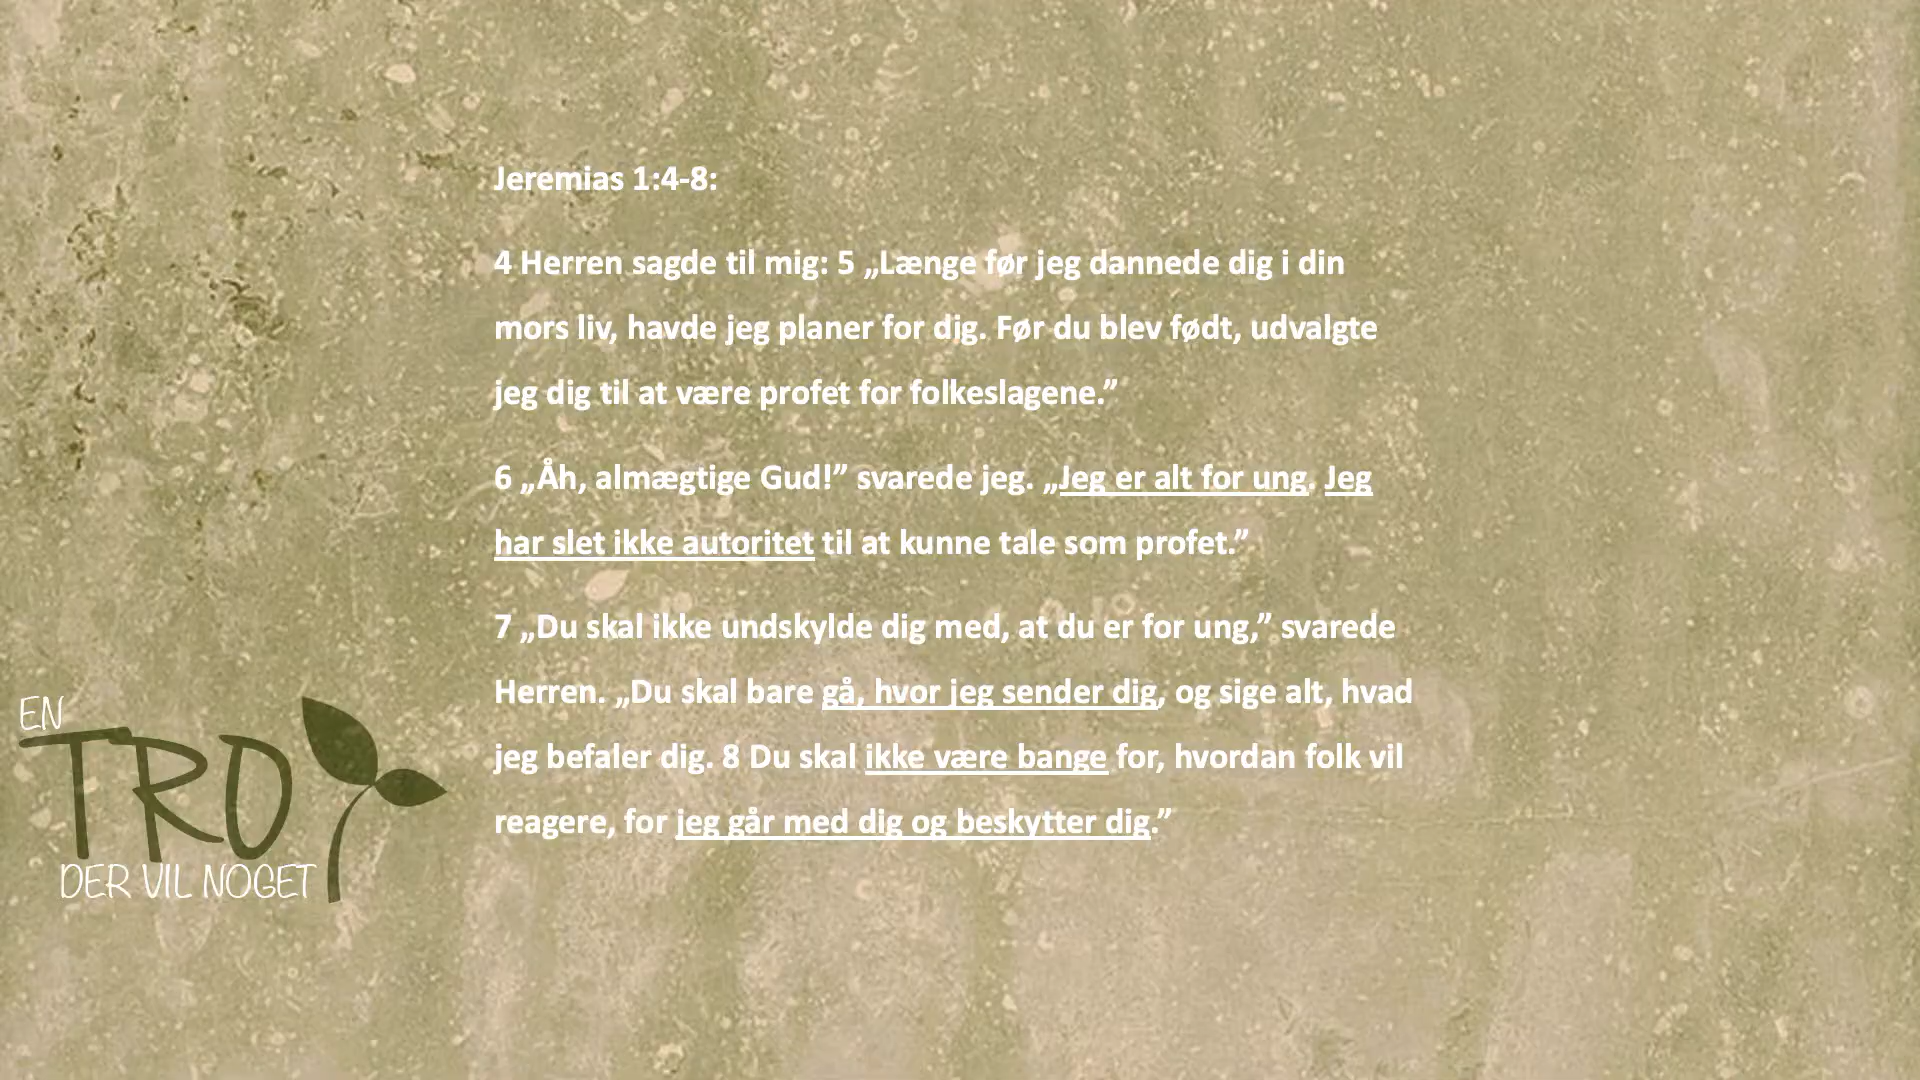 Jeremias 1:4-8:
4 Herren sagde til mig: 5 „Længe før jeg dannede dig i din
mors liv, havde jeg planer for dig. Før du blev født, udvalgte
jeg dig til at være profet for folkeslagene.”
6 „Åh, almægtige Gud!” svarede jeg. „Jeg er alt for ung. Jeg
har slet ikke autoritet til at kunne tale som profet.”
7 „Du skal ikke undskylde dig med, at du er for ung,” svarede
Herren. „Du skal bare gå, hvor jeg sender dig, og sige alt, hvad
jeg befaler dig. 8 Du skal ikke være bange for, hvordan folk vil
reagere, for jeg går med dig og beskytter dig.”
EN
TRO
DER VIL NOGET